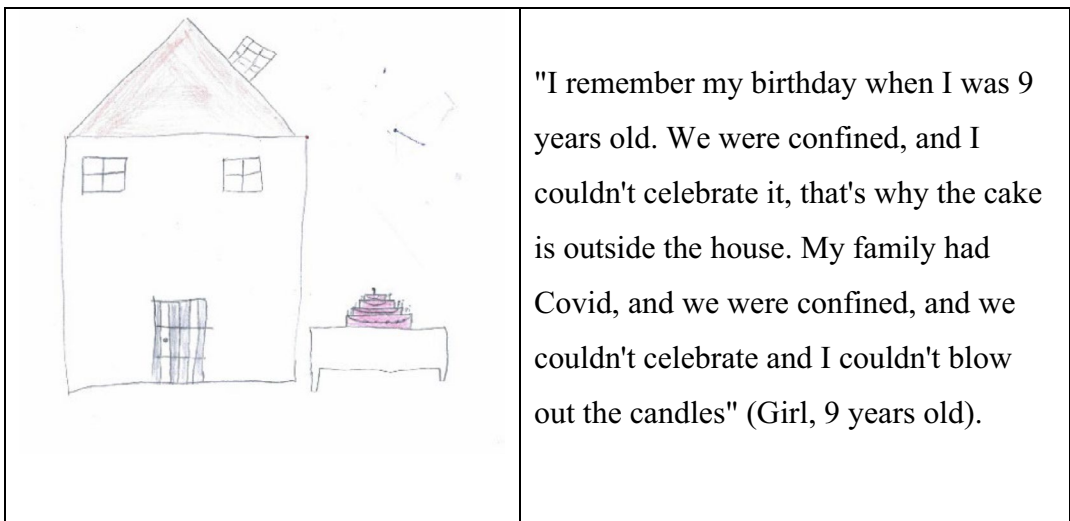 "I remember my birthday when I was 9
years old. We were confined, and I
couldn't celebrate it, that's why the cake
is outside the house. My family had
Covid, and we were confined, and we
couldn't celebrate and I couldn't blow
out the candles" (Girl, 9 years old).